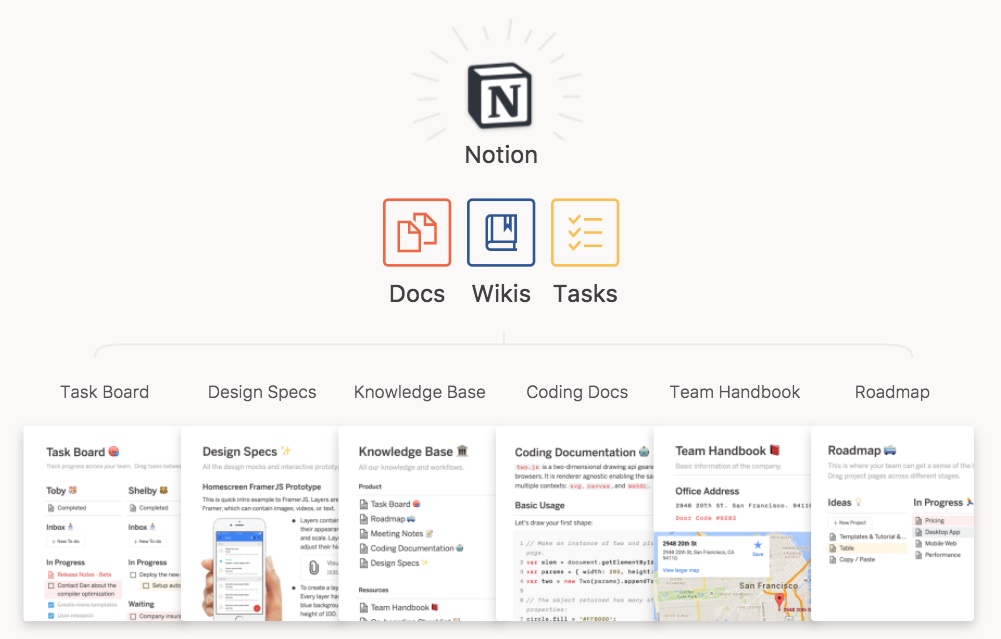 N
Notion
Docs Wikis Tasks
Task Board
Design Specs
Knowledge Base
Coding Docs
Team Handbook
Roadmap
Task Board
Track progress across your team. Drag tasks between
Toby
Completed
Inbox
+ New To-do
In Progress
Release Notes - Beta
Contact Dan about the
compiler optimization
Create more templates
User research
Shelby
Completed
Inbox
+ New To-do
In Progress
Deploy the new
Setup auto
Waiting
Company insur
Design Specs
All the design mocks and interactive prototy
Homescreen FramerJS Prototype
This is quick intro example to FramerJS. Layers are
Framer, which can contain images, videos, or text.
Layers contain
their appearan
and scale. Laye
adjust their hie
Visu
To create a lay
Every layer has
blue backgrou
height of 100.
Knowledge Base
All our knowledge and workflows.
Product
Task Board
Roadmap
Meeting Notes
Coding Documentation
Design Specs
Resources
Team Handbook
Coding Documentation
two.js is a two-dimensional drawing api geare
It is renderer agnostic enabling the sa
multiple contexts: svg, canvas, and WebGL.
Basic Usage
Let's draw your first shape:
1 // Make an instance of two and pla
page.
2 var elem = document.getElementById
3 var params = { width: 285, height:
4 var two = new Two(params).appendTo
5
6 // The object returned has many st
properties:
7 circle.fill = '#FF8000';
Team Handbook
Basic information of the company.
Office Address
2948 20th St. San Francisco. 9411
Door Code #8283
2948 20th St
2948 20th St, San Francisco, CA
94110
Save
View larger map
San Francisco
2948 20th S
Roadmap
This is where your team can get a sense of the
Drag project pages across different stages.
Ideas
+ New Project
Templates & Tutorial & ...
Table
Copy / Paste
In Progress
Pricing
Desktop App
Mobile Web
Performance